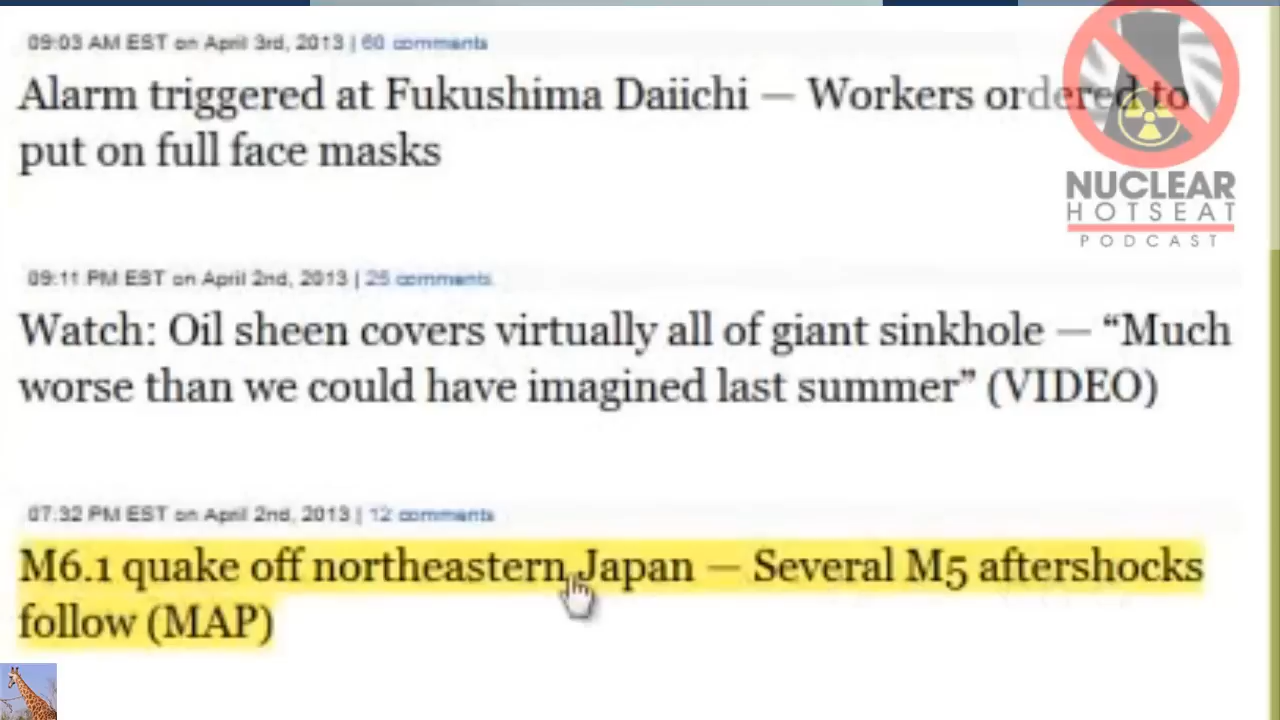 09:03 AM EST on April 3rd, 2013 | 60 comments
Alarm triggered at Fukushima Daiichi — Workers ordered to
put on full face masks
NUCLEAR
HOTSEAT
PODCAST
09:11 PM EST on April 2nd, 2013 | 25 comments
Watch: Oil sheen covers virtually all of giant sinkhole — “Much
worse than we could have imagined last summer” (VIDEO)
07:32 PM EST on April 2nd, 2013 | 12 comments
M6.1 quake off northeastern Japan — Several M5 aftershocks
follow (MAP)